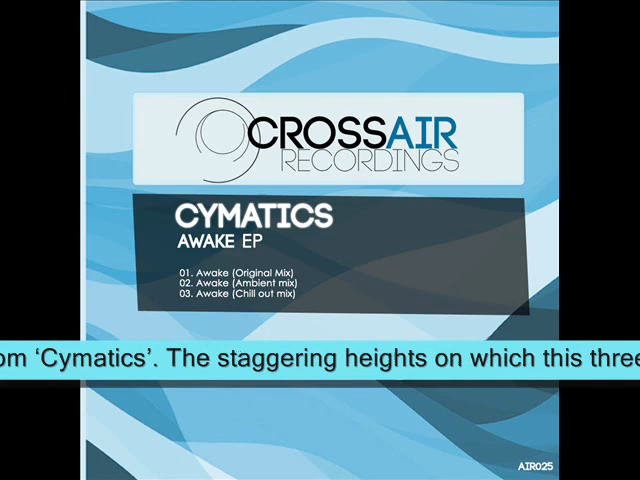 CROSSAIR
RECORDINGS
CYMATICS
AWAKE EP
01. Awake (Original Mix)
02. Awake (Ambient mix)
03. Awake (Chill out mix)
om ‘Cymatics’. The staggering heights on which this three
AIR025